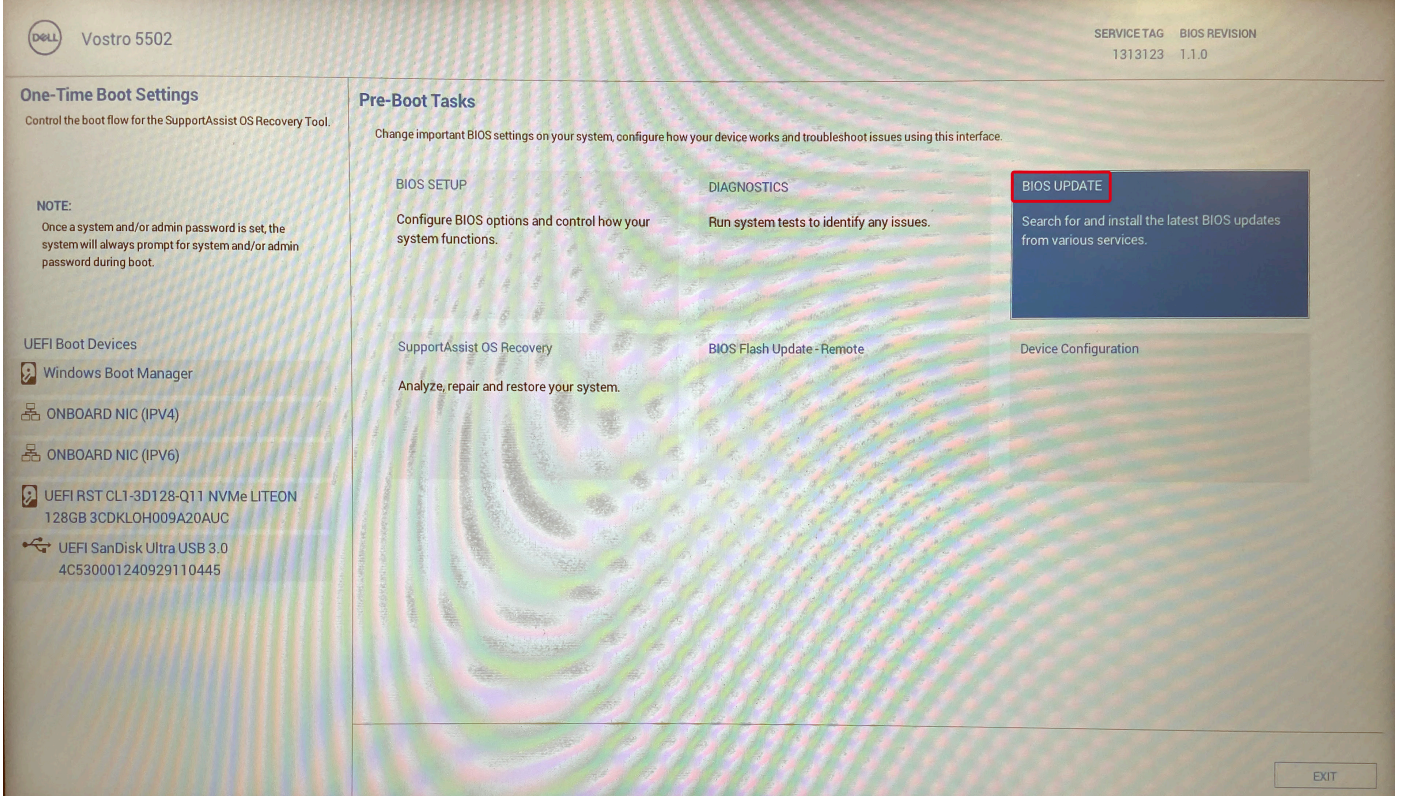 DELL
Vostro 5502
SERVICE TAG
1313123
BIOS REVISION
1.1.0
One-Time Boot Settings
Control the boot flow for the SupportAssist OS Recovery Tool.
NOTE:
Once a system and/or admin password is set, the
system will always prompt for system and/or admin
password during boot.
UEFI Boot Devices
Windows Boot Manager
ONBOARD NIC (IPV4)
ONBOARD NIC (IPV6)
UEFI RST CL1-3D128-Q11 NVMe LITEON
128GB 3CDKLOH009A20AUC
UEFI SanDisk Ultra USB 3.0
4C530001240929110445
Pre-Boot Tasks
Change important BIOS settings on your system, configure how your device works and troubleshoot issues using this interface.
BIOS SETUP
Configure BIOS options and control how your
system functions.
DIAGNOSTICS
Run system tests to identify any issues.
BIOS UPDATE
Search for and install the latest BIOS updates
from various services.
SupportAssist OS Recovery
Analyze, repair and restore your system.
BIOS Flash Update - Remote
Device Configuration
EXIT